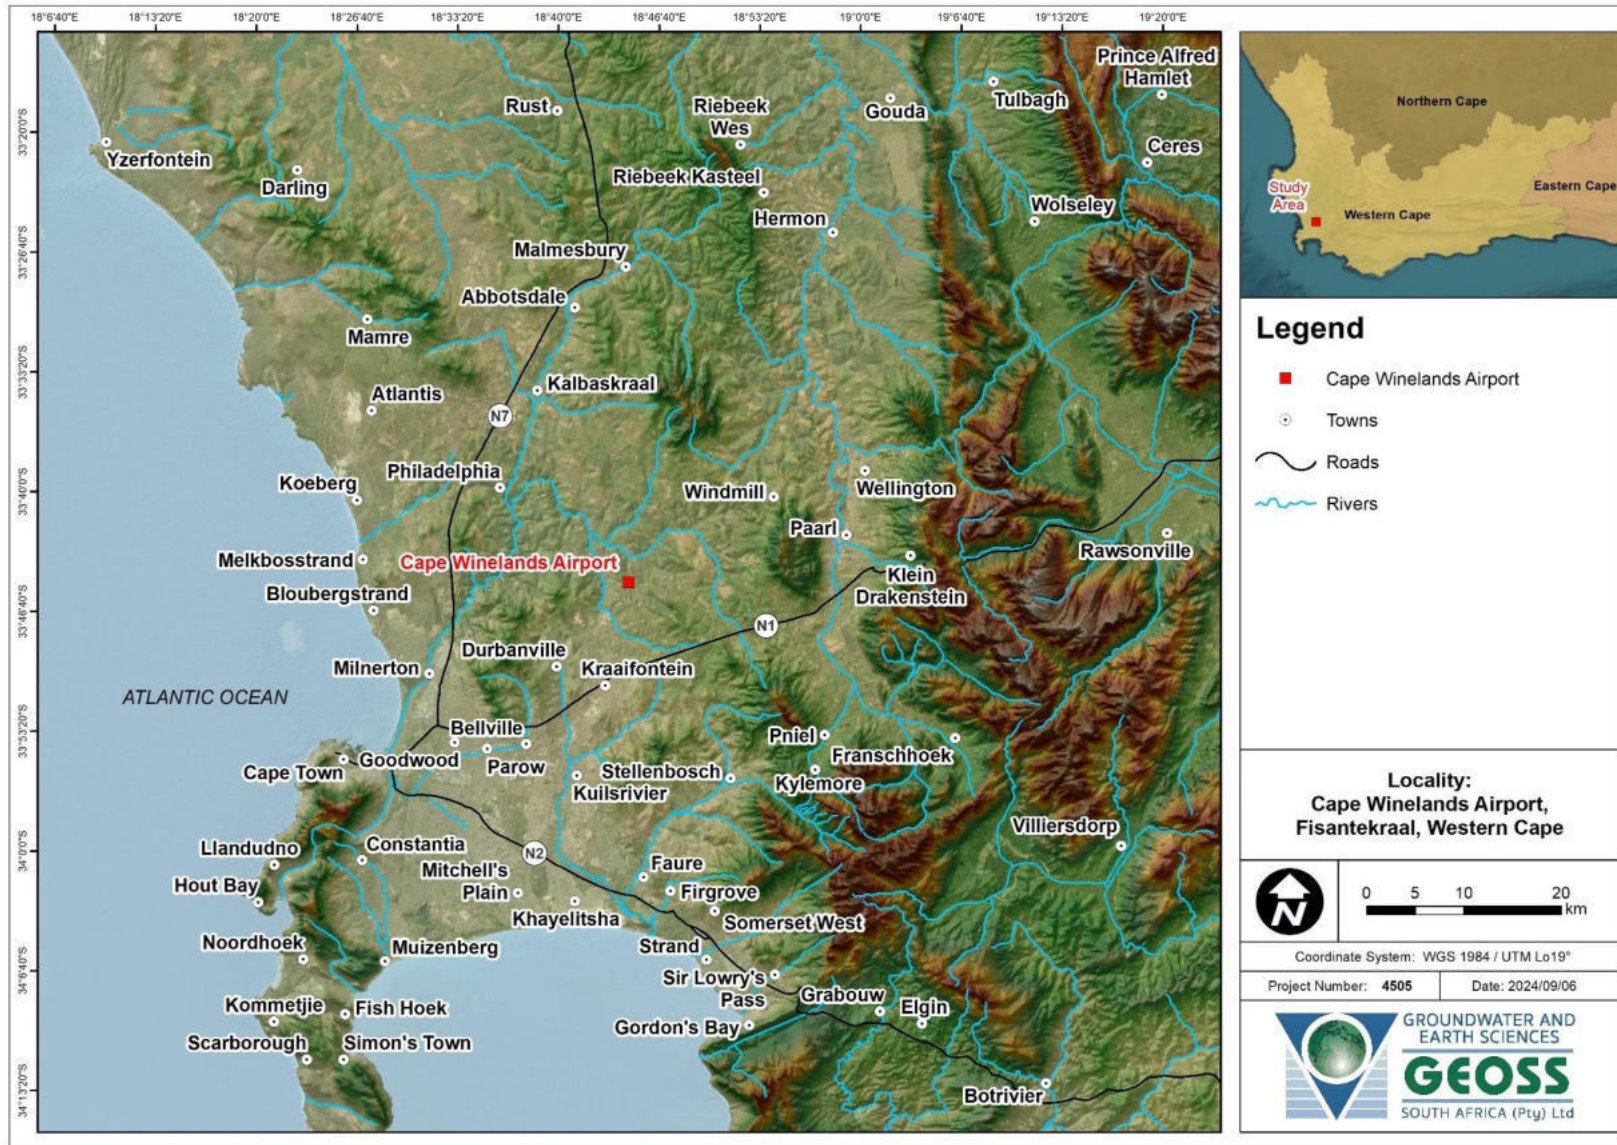 18°6'40"E
18°13'20"E
18°20'0"E
18°26'40"E
18°33'20"E
18°40'0"E
18°46'40"E
18°53'20"E
19°0'0"E
19°6'40"E
19°13'20"E
19°20'0"E
33°20'0"S
33°26'40"S
33°33'20"S
33°40'0"S
33°46'40"S
33°53'20"S
34°0'0"S
34°6'40"S
34°13'20"S
Prince Alfred
Hamlet
Rust
Riebeek
Wes
Gouda
Tulbagh
Ceres
Yzerfontein
Darling
Riebeek Kasteel
Hermon
Wolseley
Malmesbury
Abbotsdale
Mamre
Kalbaskraal
Atlantis
N7
Philadelphia
Koeberg
Windmill
Wellington
Paarl
Rawsonville
Melkbosstrand
Cape Winelands Airport
Klein
Drakenstein
Bloubergstrand
N1
Durbanville
Kraaifontein
Milnerton
ATLANTIC OCEAN
Bellville
Pniel
Franschhoek
Goodwood
Parow
Cape Town
Stellenbosch
Kylemore
Kuilsrivier
Villiersdorp
Constantia
Llandudno
N2
Mitchell's
Plain
Faure
Hout Bay
Firgrove
Khayelitsha
Somerset West
Noordhoek
Muizenberg
Strand
Sir Lowry's
Pass
Grabouw
Elgin
Kommetjie
Fish Hoek
Gordon's Bay
Scarborough
Simon's Town
Botrivier
Northern Cape
Study
Area
Western Cape
Eastern Cape
Legend
Cape Winelands Airport
Towns
Roads
Rivers
Locality:
Cape Winelands Airport,
Fisantekraal, Western Cape
N
0 5 10 20
km
Coordinate System: WGS 1984 / UTM Lo19°
Project Number: 4505
Date: 2024/09/06
GROUNDWATER AND
EARTH SCIENCES
GEOSS
SOUTH AFRICA (Pty) Ltd